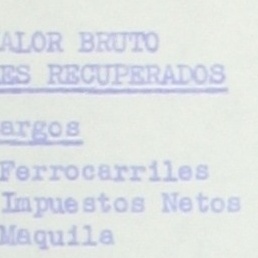 ALOR BRUTO
ES RECUPERADOS
argos
Ferrocarriles
Impuestos Netos
Maquila